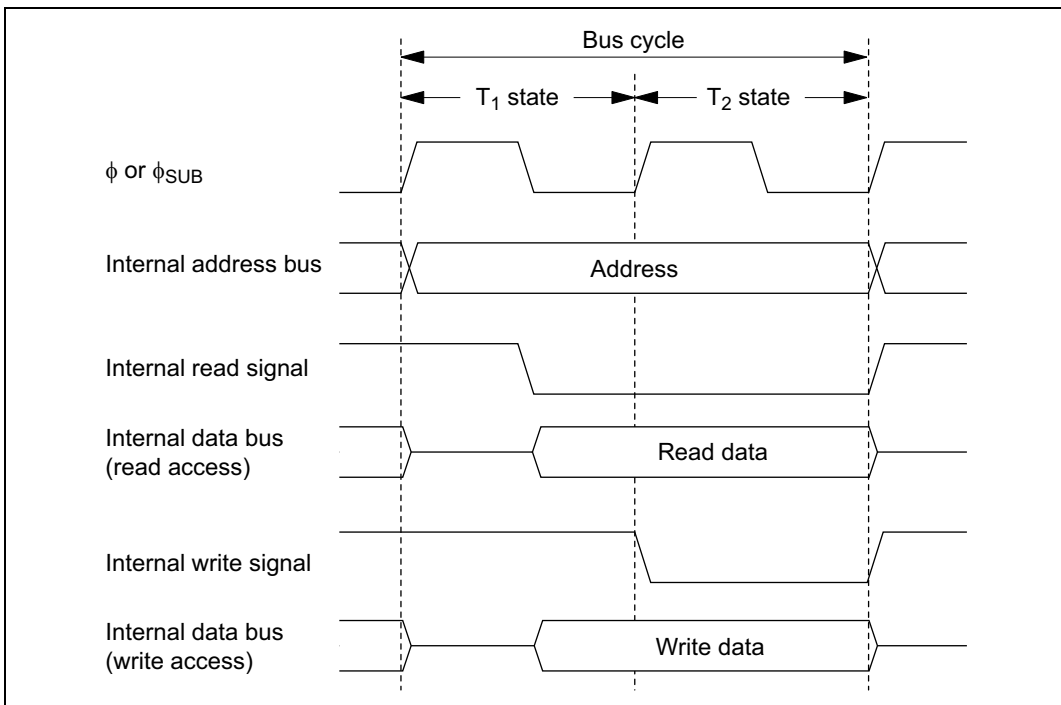 Bus cycle
T₁ state
T₂ state
ϕ or ϕSUB
Internal address bus
Address
Internal read signal
Internal data bus
(read access)
Read data
Internal write signal
Internal data bus
(write access)
Write data